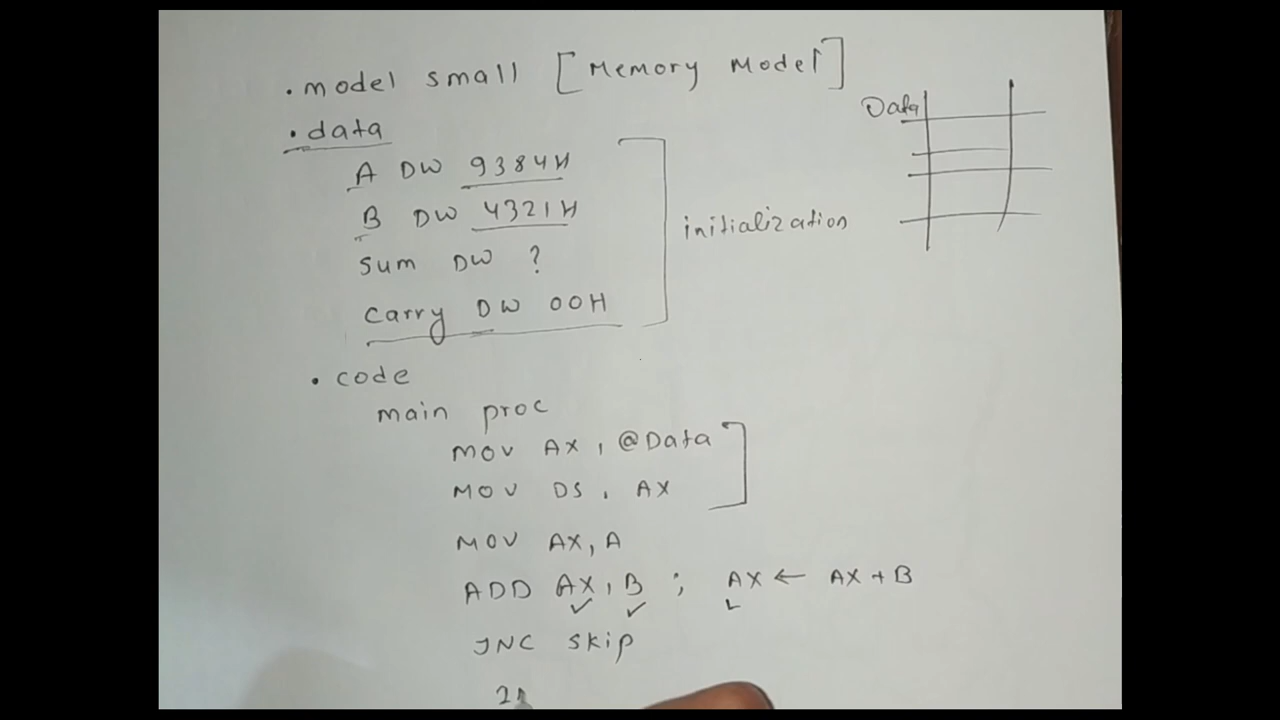 .model small [Memory Model]
.data
Data
A DW 9384H
B DW 4321H
initialization
Sum DW ?
Carry DW 00H
.code
main proc
MOV AX, @Data
MOV DS, AX
MOV AX, A
ADD AX, B ; AX ← AX + B
JNC Skip